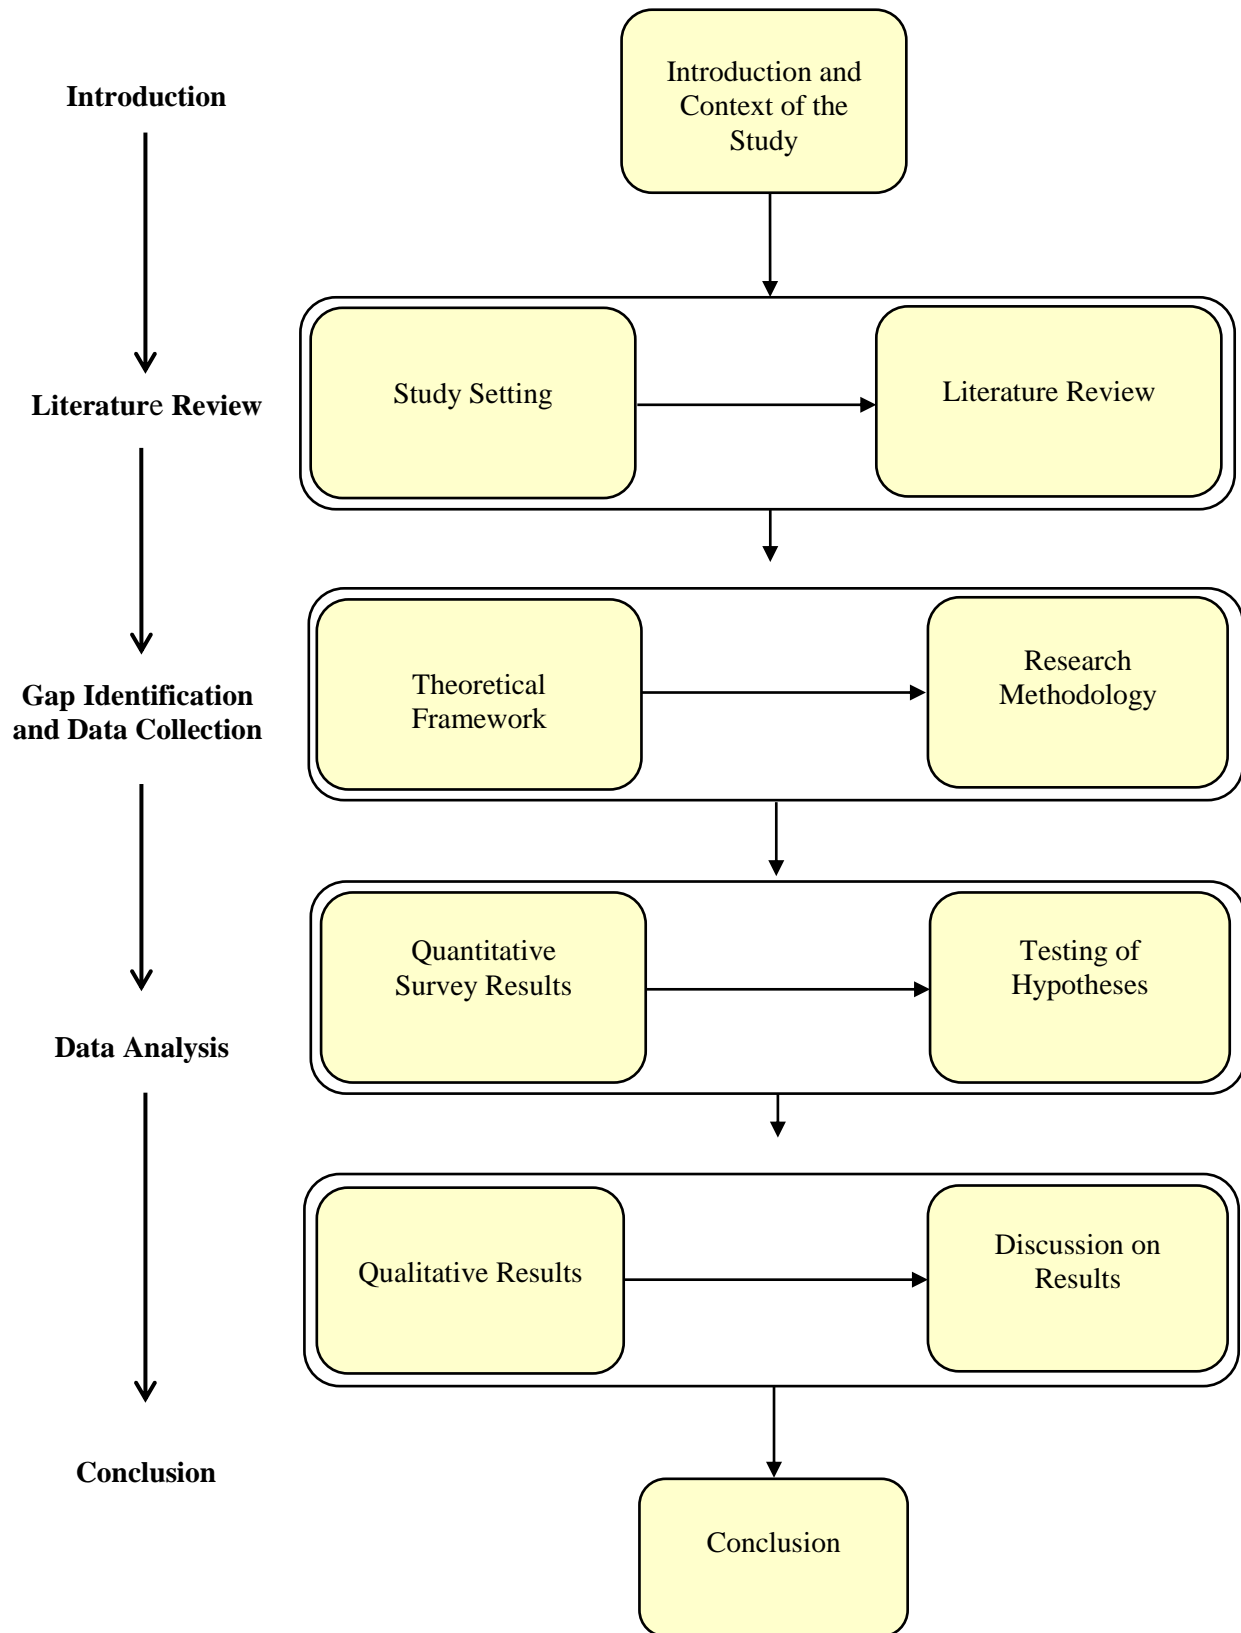 Introduction
Introduction and
Context of the
Study
Literature Review
Study Setting
Literature Review
Gap Identification
and Data Collection
Theoretical
Framework
Research
Methodology
Data Analysis
Quantitative
Survey Results
Testing of
Hypotheses
Qualitative Results
Discussion on
Results
Conclusion
Conclusion